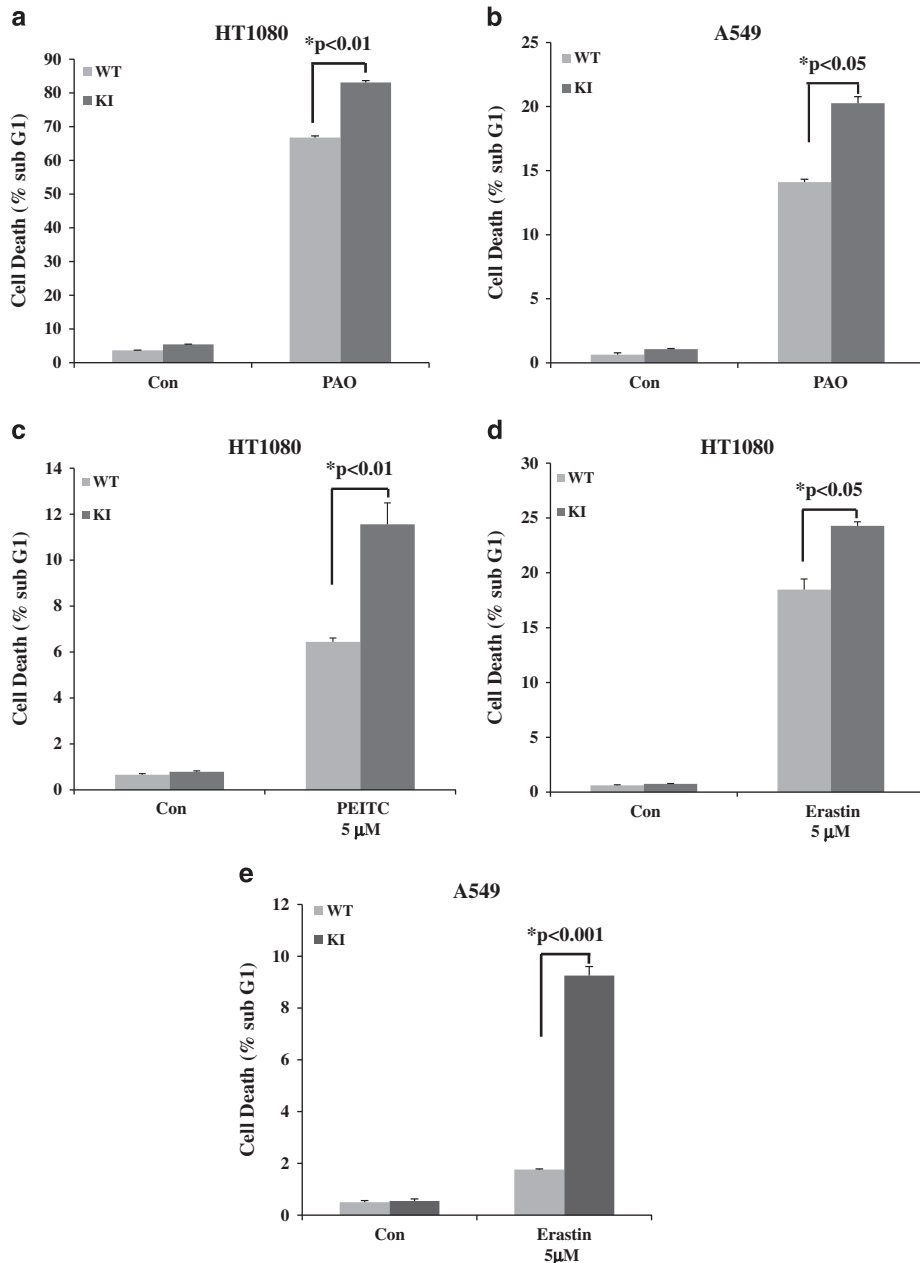 a
HT1080
*p<0.01
WT
KI
Cell Death (% sub G1)
90
80
70
60
50
40
30
20
10
0
Con
PAO
b
A549
*p<0.05
WT
KI
Cell Death (% sub G1)
25
20
15
10
5
0
Con
PAO
c
HT1080
*p<0.01
WT
KI
Cell Death (% sub G1)
14
12
10
8
6
4
2
0
Con
PEITC
5 µM
d
HT1080
*p<0.05
WT
KI
Cell Death (% sub G1)
30
25
20
15
10
5
0
Con
Erastin
5 µM
e
A549
*p<0.001
WT
KI
Cell Death (% sub G1)
12
10
8
6
4
2
0
Con
Erastin
5µM